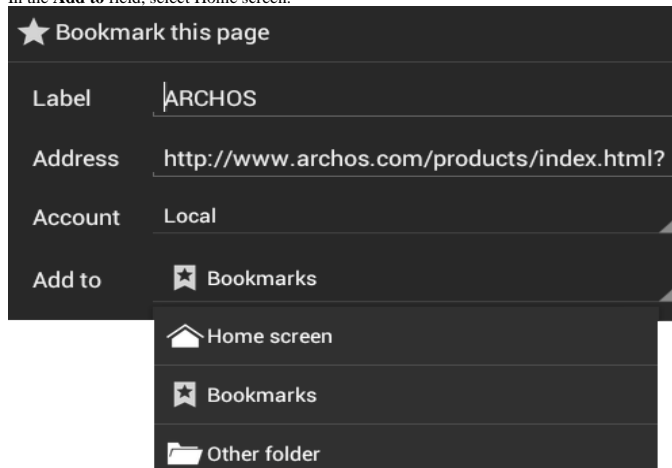 In the Add to field, select Home screen.
Bookmark this page
Label ARCHOS
Address http://www.archos.com/products/index.html?
Account Local
Add to Bookmarks
Home screen
Bookmarks
Other folder